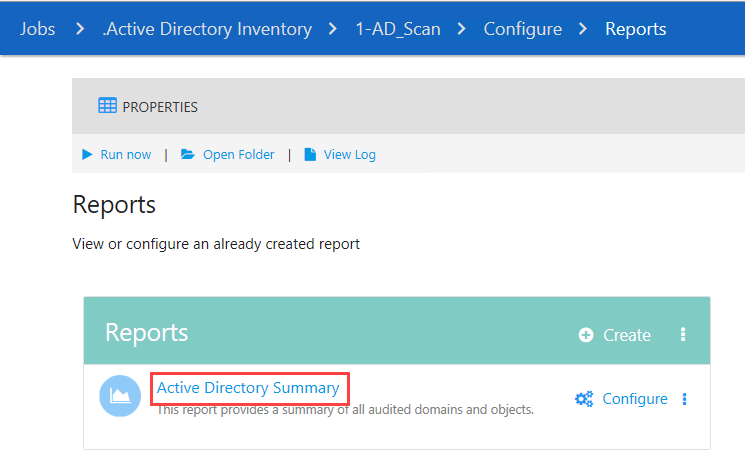 Jobs > .Active Directory Inventory > 1-AD_Scan > Configure > Reports
PROPERTIES
Run now | Open Folder | View Log
Reports
View or configure an already created report
Reports Create
Active Directory Summary
This report provides a summary of all audited domains and objects.
Configure